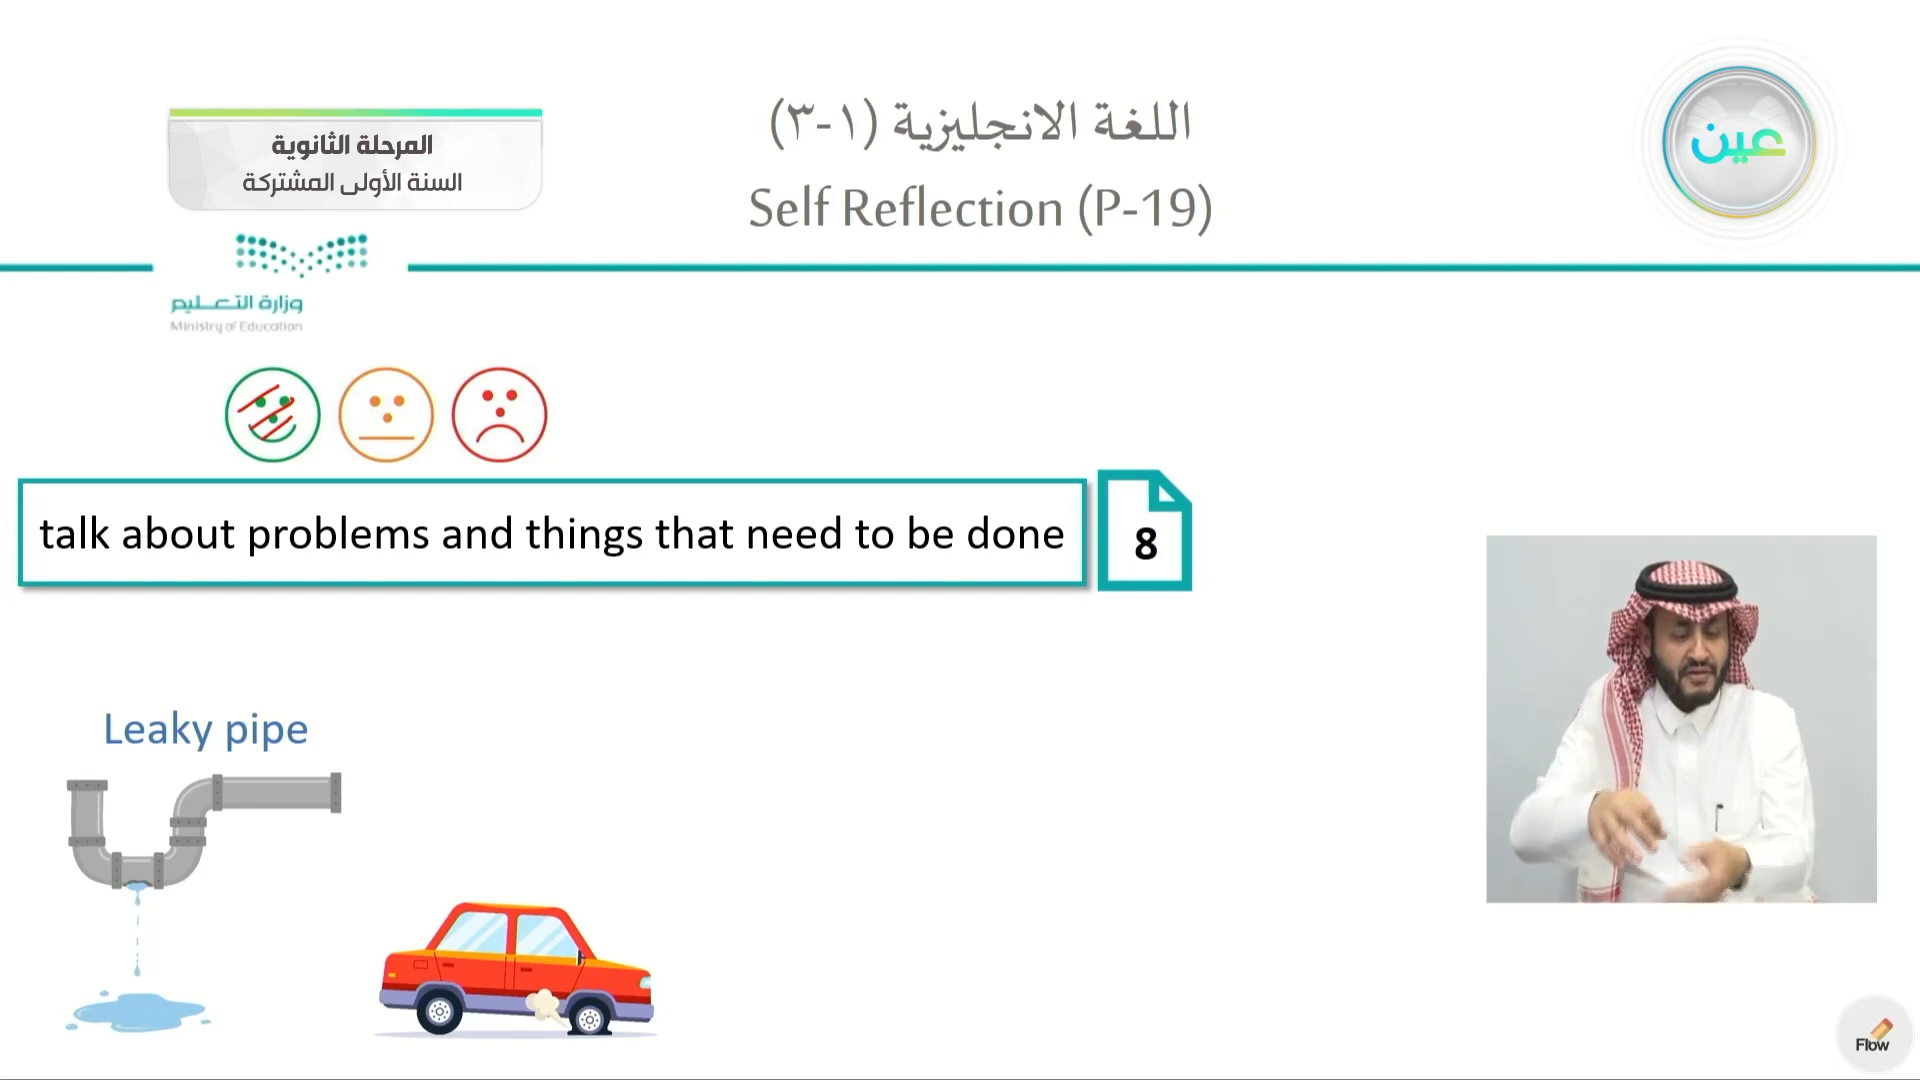 المرحلة الثانوية
السنة الأولى المشتركة
اللغة الانجليزية (١-٣)
Self Reflection (P-19)
عين
وزارة التعـــليم
Ministry of Education
talk about problems and things that need to be done
8
Leaky pipe
Flow